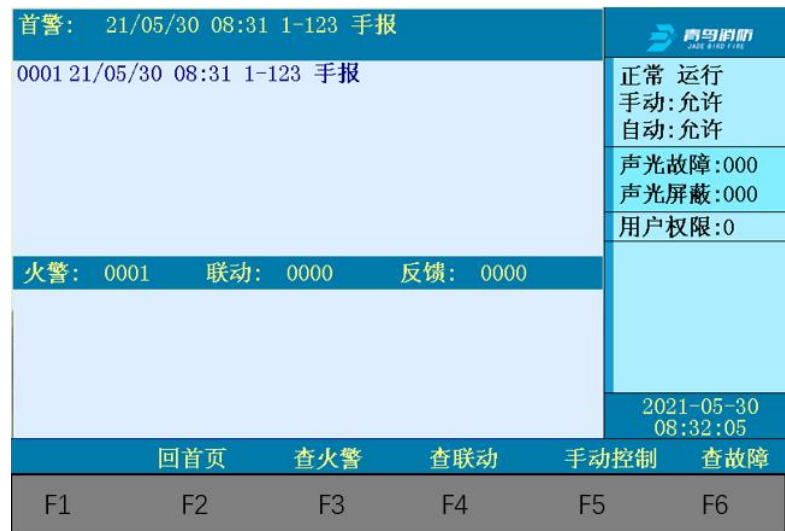 首警: 21/05/30 08:31 1-123 手报
0001 21/05/30 08:31 1-123 手报
火警: 0001 联动: 0000 反馈: 0000
青鸟消防
JADE BIRD FIRE
正常 运行
手动:允许
自动:允许
声光故障:000
声光屏蔽:000
用户权限:0
2021-05-30
08:32:05
回首页 查火警 查联动 手动控制 查故障
F1 F2 F3 F4 F5 F6